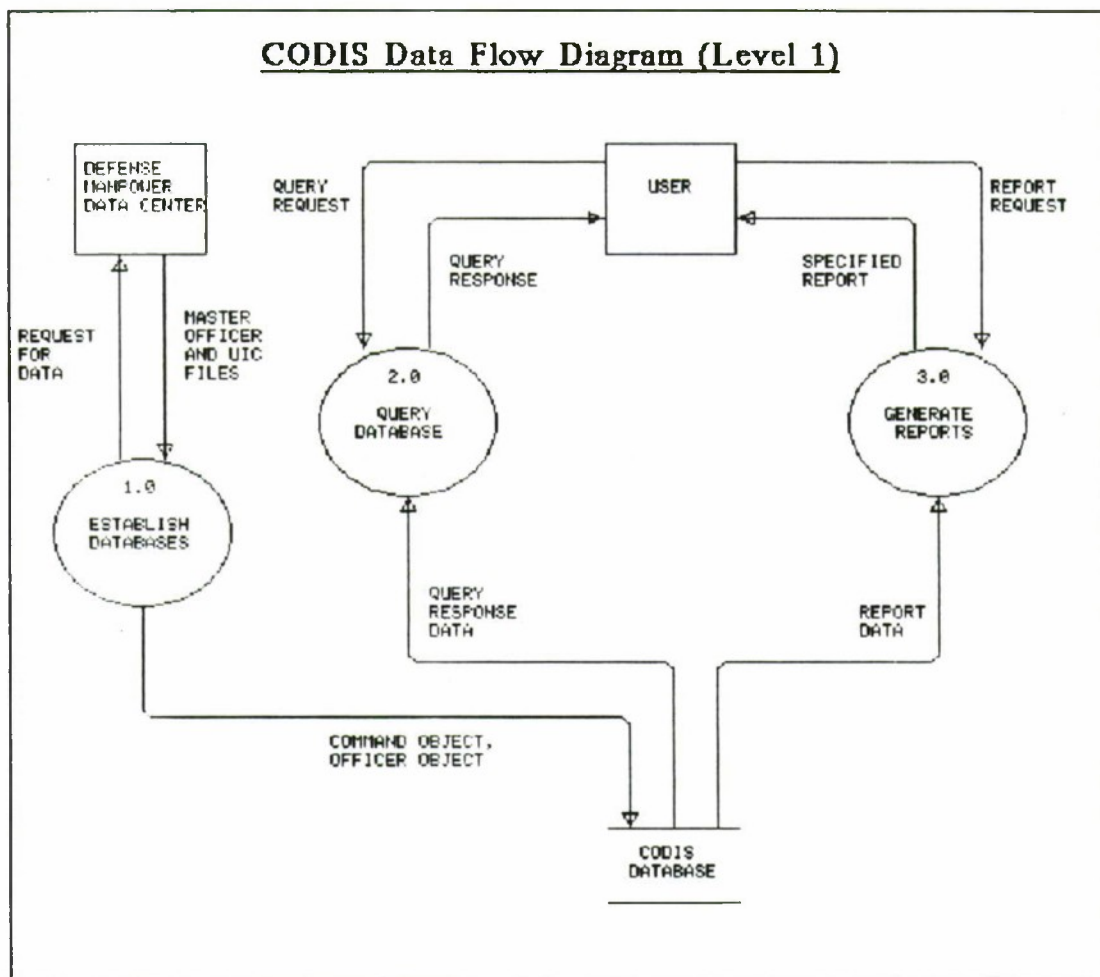 CODIS Data Flow Diagram (Level 1)
DEFENSE
MANPOWER
DATA CENTER
QUERY
REQUEST
USER
REPORT
REQUEST
QUERY
RESPONSE
SPECIFIED
REPORT
REQUEST
FOR
DATA
MASTER
OFFICER
AND UIC
FILES
2.0
QUERY
DATABASE
3.0
GENERATE
REPORTS
1.0
ESTABLISH
DATABASES
QUERY
RESPONSE
DATA
REPORT
DATA
COMMAND OBJECT,
OFFICER OBJECT
CODIS
DATABASE